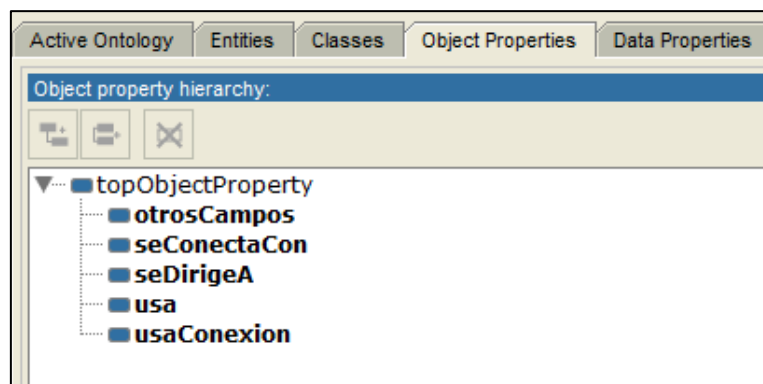 Active Ontology Entities Classes Object Properties Data Properties
Object property hierarchy:
topObjectProperty
otrosCampos
seConectaCon
seDirigeA
usa
usaConexion